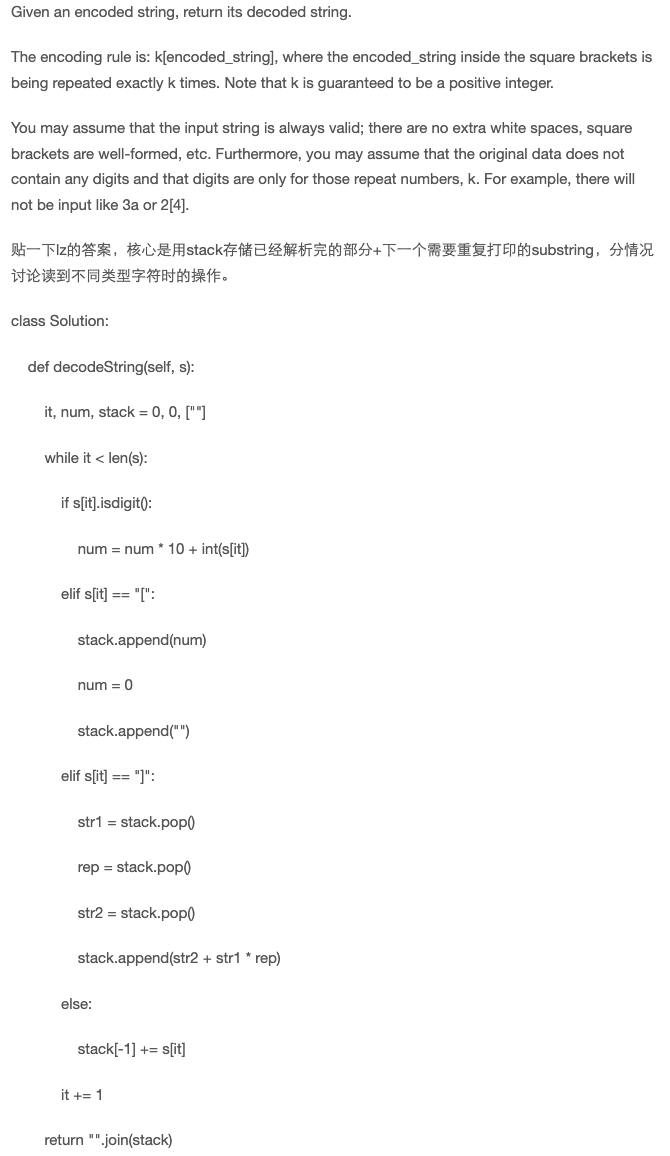 Given an encoded string, return its decoded string.
The encoding rule is: k[encoded_string], where the encoded_string inside the square brackets is
being repeated exactly k times. Note that k is guaranteed to be a positive integer.
You may assume that the input string is always valid; there are no extra white spaces, square
brackets are well-formed, etc. Furthermore, you may assume that the original data does not
contain any digits and that digits are only for those repeat numbers, k. For example, there will
not be input like 3a or 2[4].
贴一下lz的答案，核心是用stack存储已经解析完的部分+下一个需要重复打印的substring，分情况
讨论读到不同类型字符时的操作。
class Solution:
def decodeString(self, s):
it, num, stack = 0, 0, [""]
while it < len(s):
if s[it].isdigit():
num = num * 10 + int(s[it])
elif s[it] == "[":
stack.append(num)
num = 0
stack.append("")
elif s[it] == "]":
str1 = stack.pop()
rep = stack.pop()
str2 = stack.pop()
stack.append(str2 + str1 * rep)
else:
stack[-1] += s[it]
it += 1
return "".join(stack)